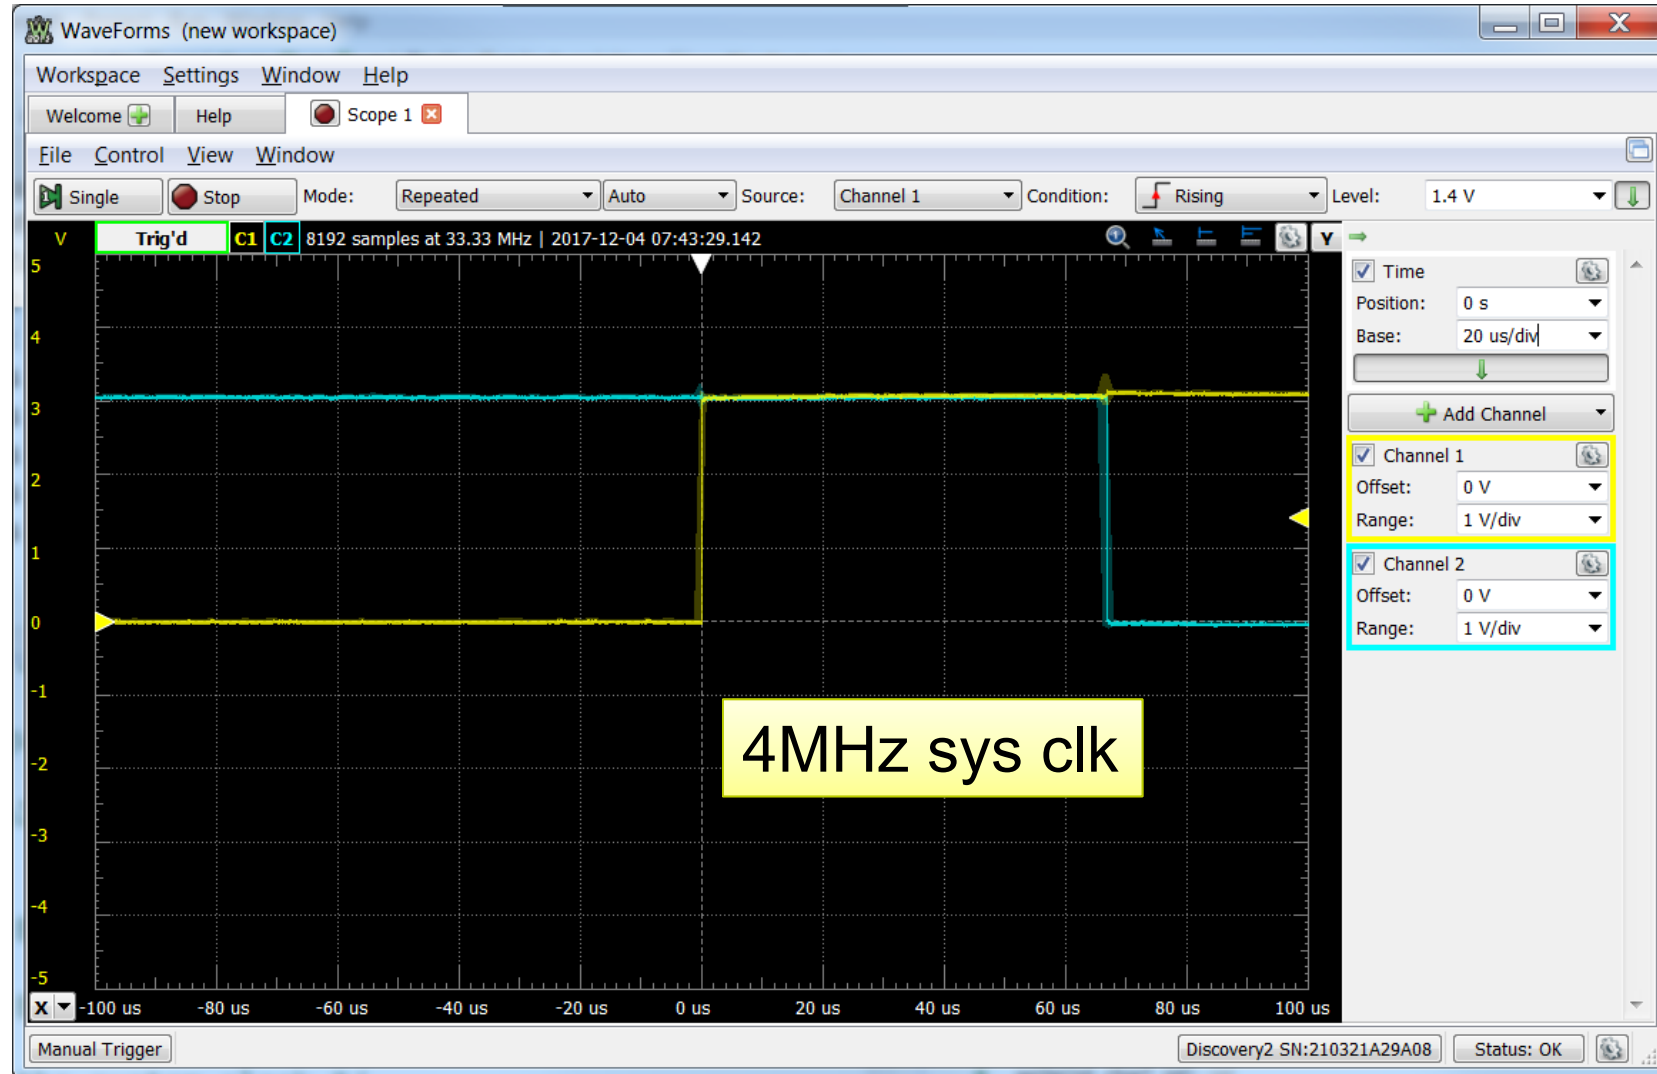 WaveForms (new workspace)
Workspace Settings Window Help
Welcome Help Scope 1
File Control View Window
Single Stop Mode: Repeated Auto Source: Channel 1 Condition: Rising Level: 1.4 V
V Trig'd C1 C2 8192 samples at 33.33 MHz | 2017-12-04 07:43:29.142 Y
Time
Position: 0 s
Base: 20 us/div
Add Channel
Channel 1
Offset: 0 V
Range: 1 V/div
Channel 2
Offset: 0 V
Range: 1 V/div
5
4
3
2
1
0
-1
-2
-3
-4
-5
4MHz sys clk
X -100 us -80 us -60 us -40 us -20 us 0 us 20 us 40 us 60 us 80 us 100 us
Manual Trigger Discovery2 SN:210321A29A08 Status: OK